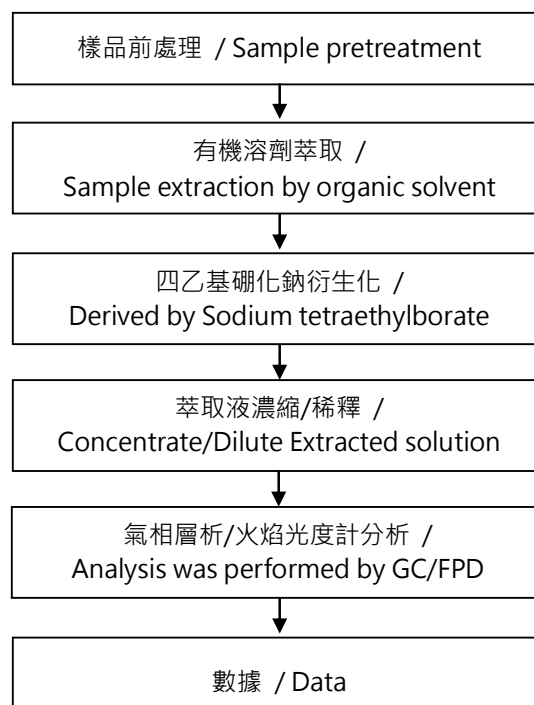 樣品前處理 / Sample pretreatment
有機溶劑萃取 /
Sample extraction by organic solvent
四乙基硼化鈉衍生化 /
Derived by Sodium tetraethylborate
萃取液濃縮/稀釋 /
Concentrate/Dilute Extracted solution
氣相層析/火焰光度計分析 /
Analysis was performed by GC/FPD
數據 / Data